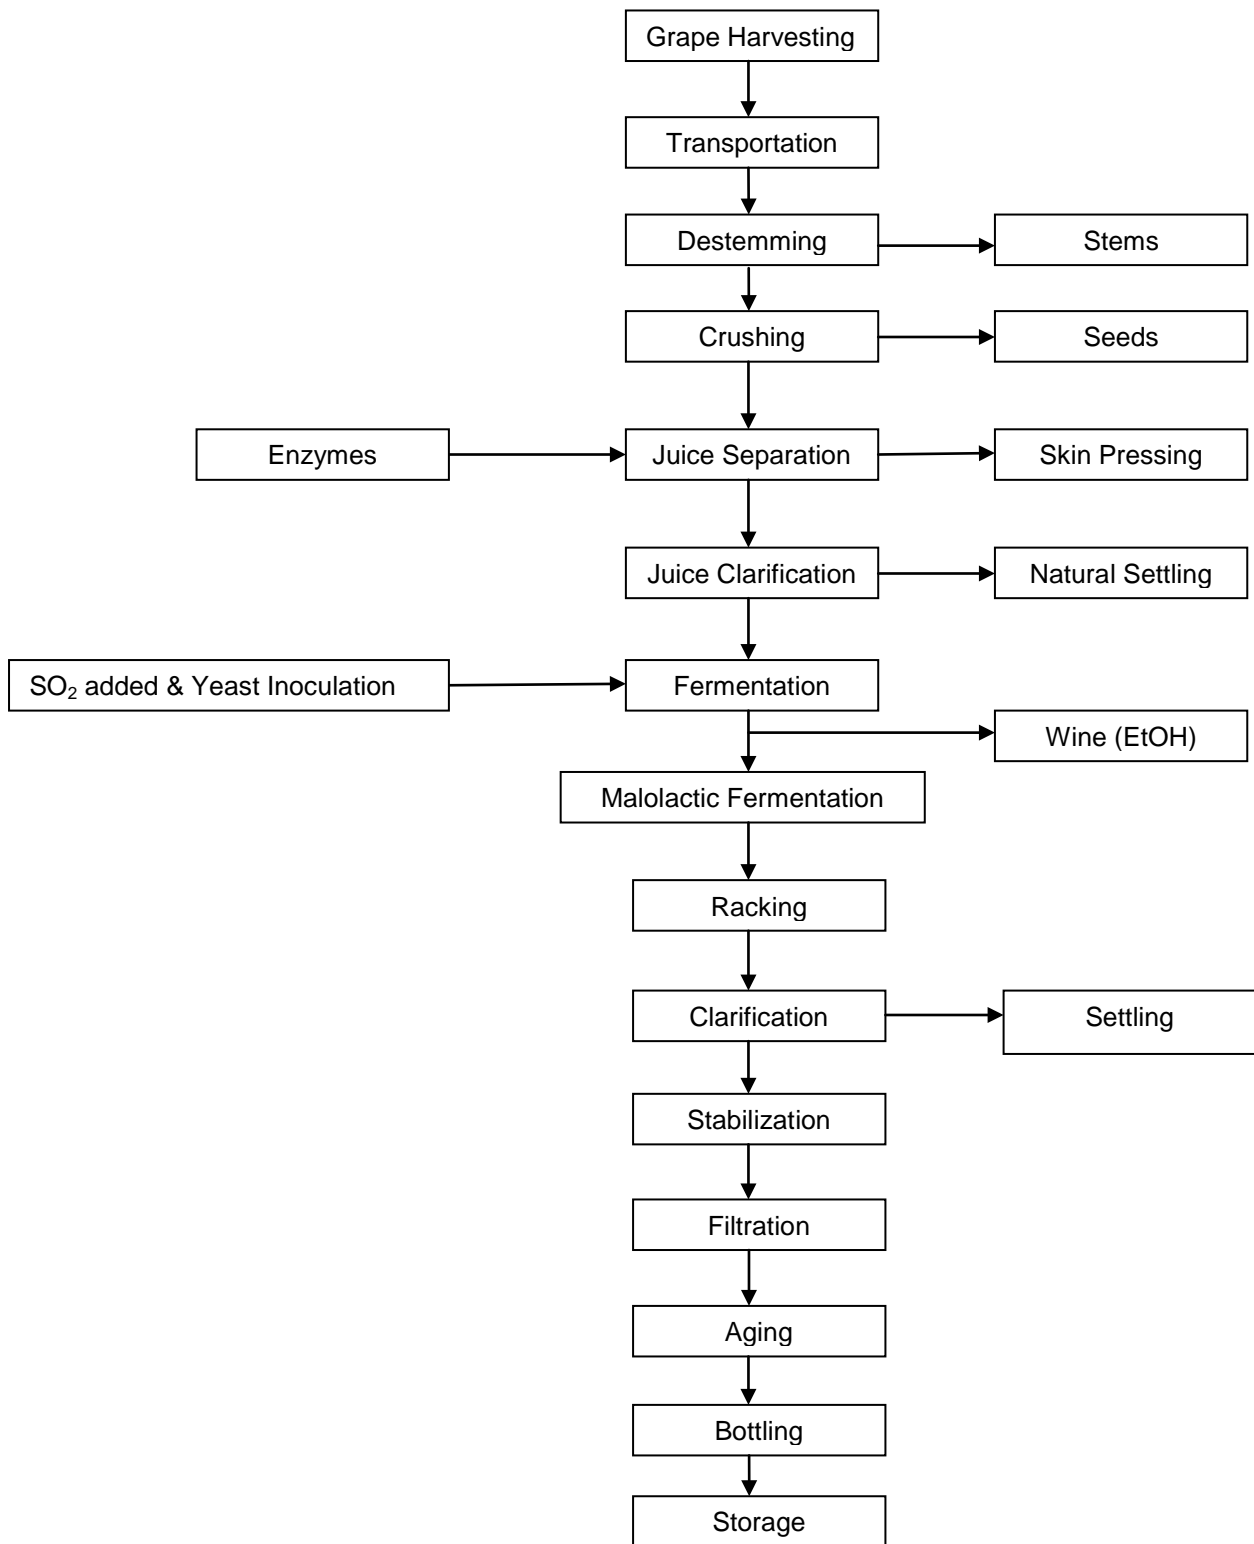 Grape Harvesting
Transportation
Destemming
Stems
Crushing
Seeds
Enzymes
Juice Separation
Skin Pressing
Juice Clarification
Natural Settling
SO₂ added & Yeast Inoculation
Fermentation
Wine (EtOH)
Malolactic Fermentation
Racking
Clarification
Settling
Stabilization
Filtration
Aging
Bottling
Storage